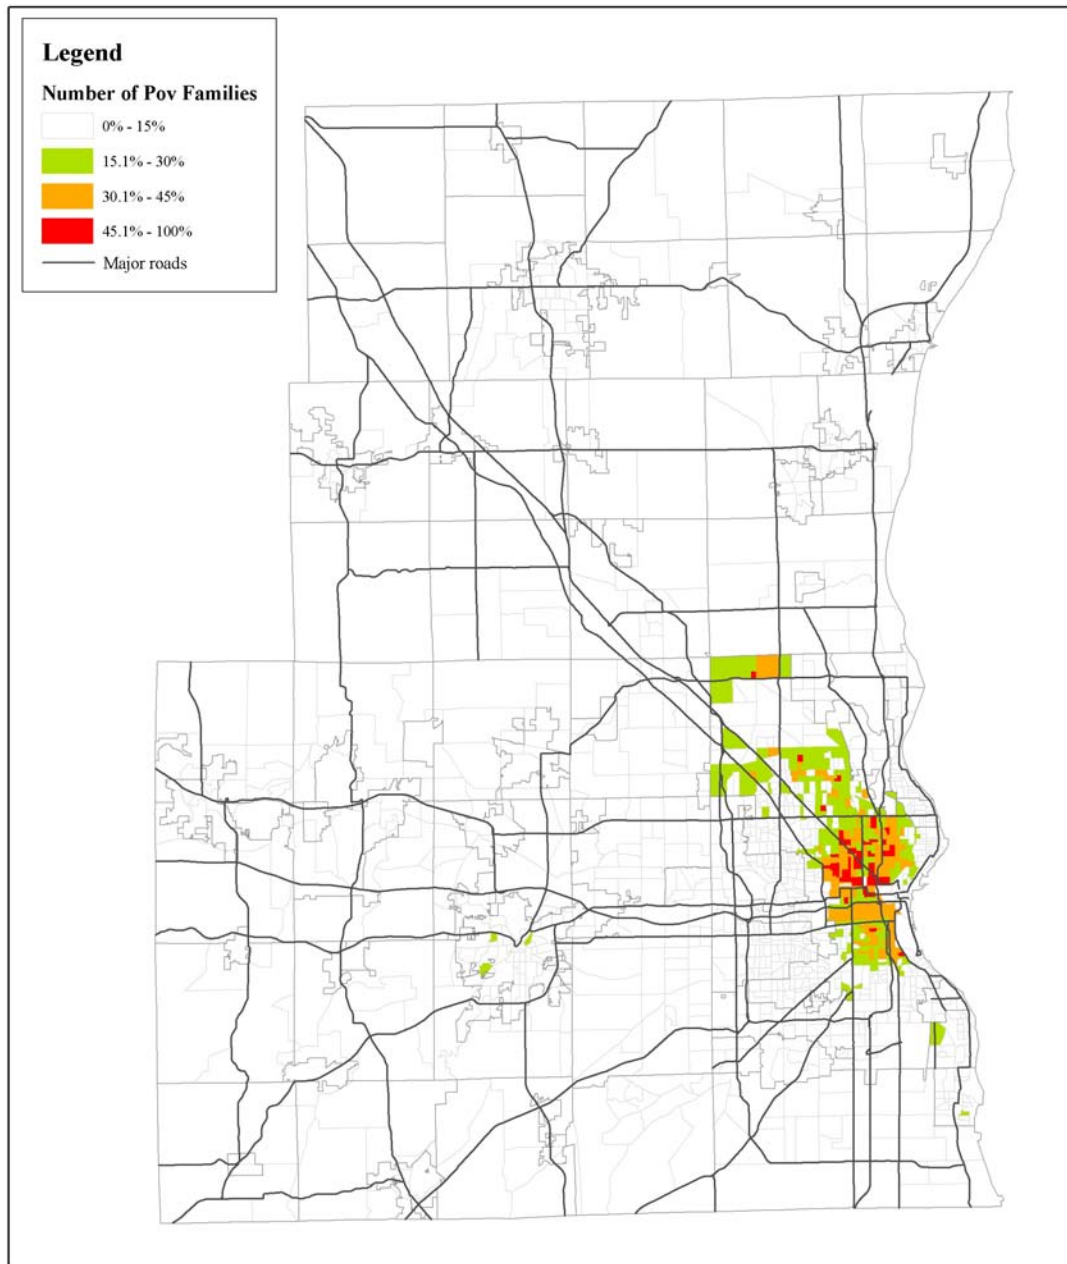 Legend
Number of Pov Families
0% - 15%
15.1% - 30%
30.1% - 45%
45.1% - 100%
Major roads